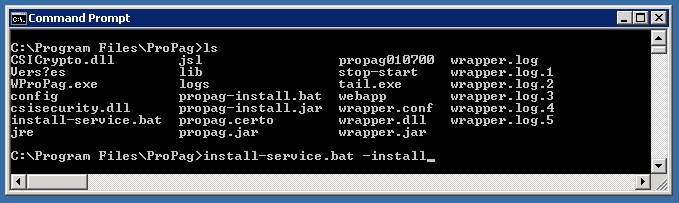 Command Prompt
C:\Program Files\ProPag>ls
CSICrypto.dll jsl propag010700 wrapper.log
Vers?es lib stop-start wrapper.log.1
WProPag.exe logs tail.exe wrapper.log.2
config propag-install.bat webapp wrapper.log.3
csisecurity.dll propag-install.jar wrapper.conf wrapper.log.4
install-service.bat propag.certo wrapper.dll wrapper.log.5
jre propag.jar wrapper.jar
C:\Program Files\ProPag>install-service.bat -install_